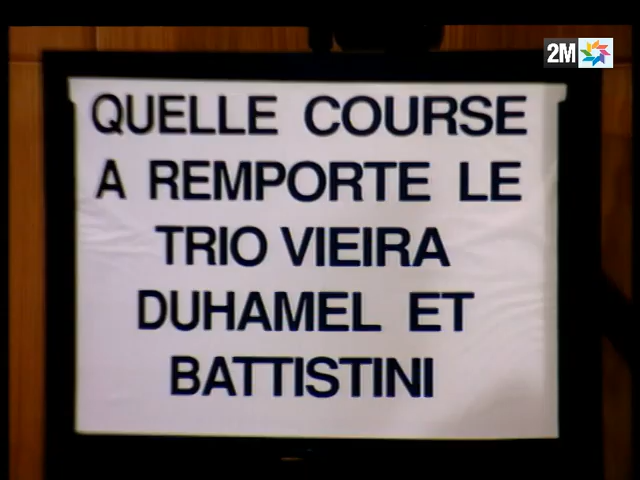 2M
QUELLE COURSE
A REMPORTE LE
TRIO VIEIRA
DUHAMEL ET
BATTISTINI